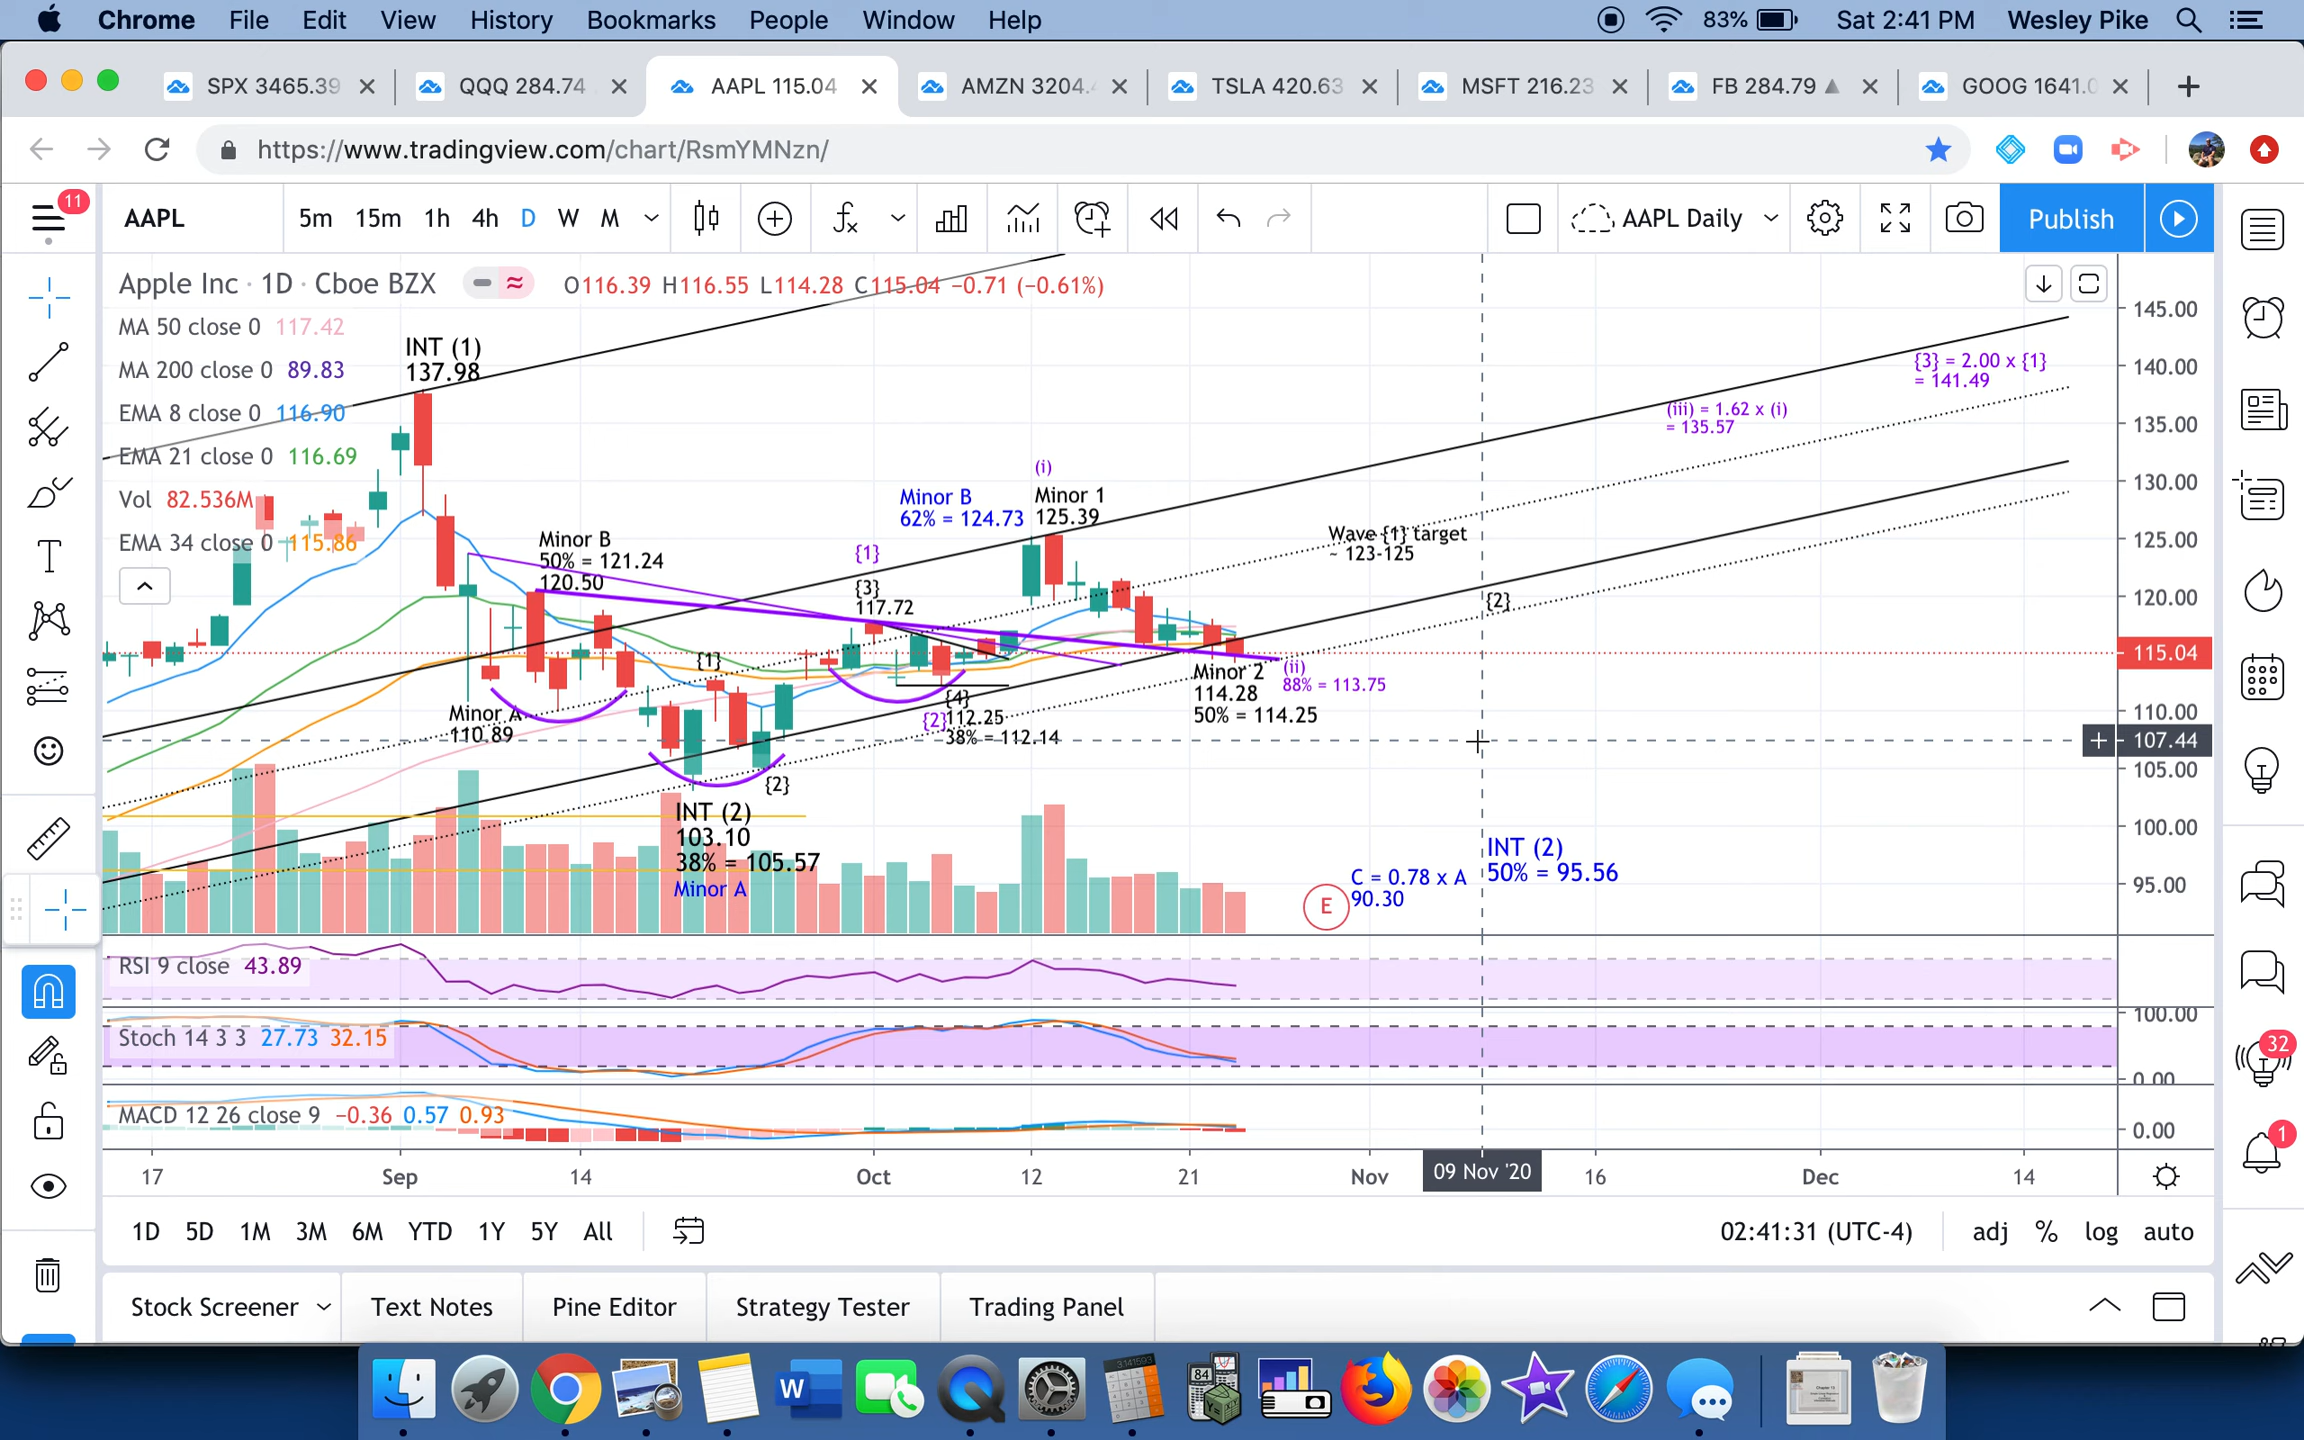 Chrome File Edit View History Bookmarks People Window Help 83% Sat 2:41 PM Wesley Pike
SPX 3465.39 QQQ 284.74 AAPL 115.04 AMZN 3204. TSLA 420.63 MSFT 216.23 FB 284.79 GOOG 1641.0
https://www.tradingview.com/chart/RsmYMNzn/
11
AAPL 5m 15m 1h 4h D W M AAPL Daily Publish
Apple Inc · 1D · Cboe BZX O116.39 H116.55 L114.28 C115.04 −0.71 (−0.61%)
MA 50 close 0 117.42
MA 200 close 0 89.83
EMA 8 close 0 116.90
EMA 21 close 0 116.69
Vol 82.536M
EMA 34 close 0 115.86
INT (1)
137.98
Minor B
50% = 121.24
120.50
Minor A
110.89
{1}
{2}
INT (2)
103.10
38% = 105.57
Minor A
{1}
{3}
117.72
{4}
{2} 112.25
38% = 112.14
Minor B
62% = 124.73
(i)
Minor 1
125.39
Minor 2
114.28
50% = 114.25
(ii)
88% = 113.75
Wave {1} target
~ 123-125
{2}
(iii) = 1.62 x (i)
= 135.57
{3} = 2.00 x {1}
= 141.49
E
C = 0.78 x A
90.30
INT (2)
50% = 95.56
145.00
140.00
135.00
130.00
125.00
120.00
115.04
110.00
107.44
105.00
100.00
95.00
RSI 9 close 43.89
Stoch 14 3 3 27.73 32.15
100.00
0.00
MACD 12 26 close 9 −0.36 0.57 0.93
0.00
17 Sep 14 Oct 12 21 Nov 09 Nov '20 16 Dec 14
1D 5D 1M 3M 6M YTD 1Y 5Y All 02:41:31 (UTC-4) adj % log auto
Stock Screener Text Notes Pine Editor Strategy Tester Trading Panel
32
1
W
84